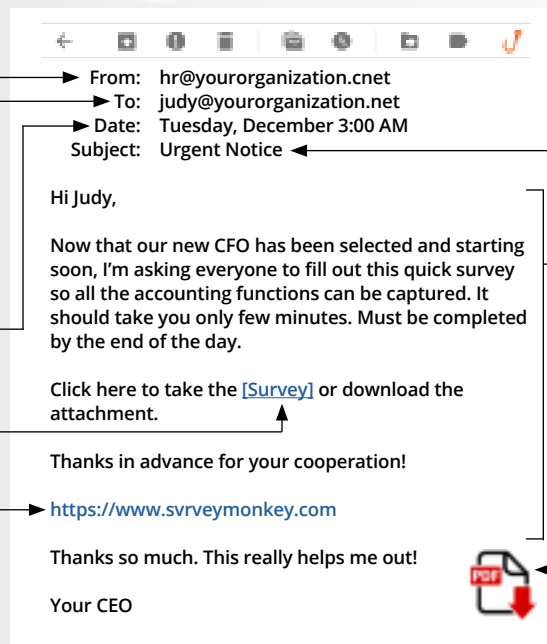 From: hr@yourorganization.cnet
To: judy@yourorganization.net
Date: Tuesday, December 3:00 AM
Subject: Urgent Notice
Hi Judy,
Now that our new CFO has been selected and starting
soon, I’m asking everyone to fill out this quick survey
so all the accounting functions can be captured. It
should take you only few minutes. Must be completed
by the end of the day.
Click here to take the [Survey] or download the
attachment.
Thanks in advance for your cooperation!
https://www.svrveymonkey.com
Thanks so much. This really helps me out!
PDF
Your CEO